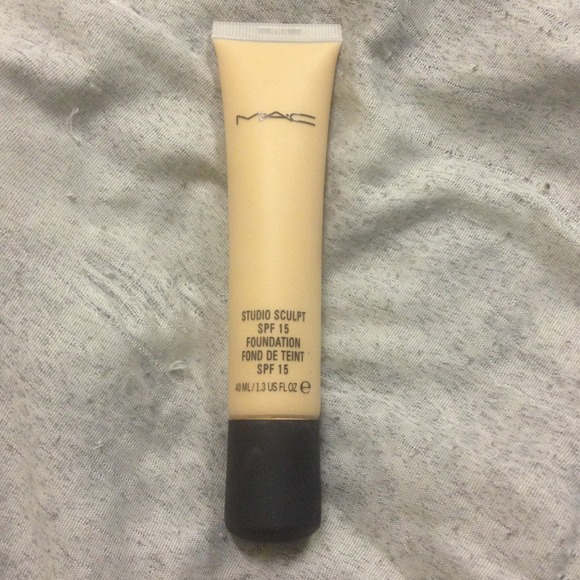 MAC
STUDIO SCULPT
SPF 15
FOUNDATION
FOND DE TEINT
SPF 15
40 ML / 1.3 US FL OZ ℮